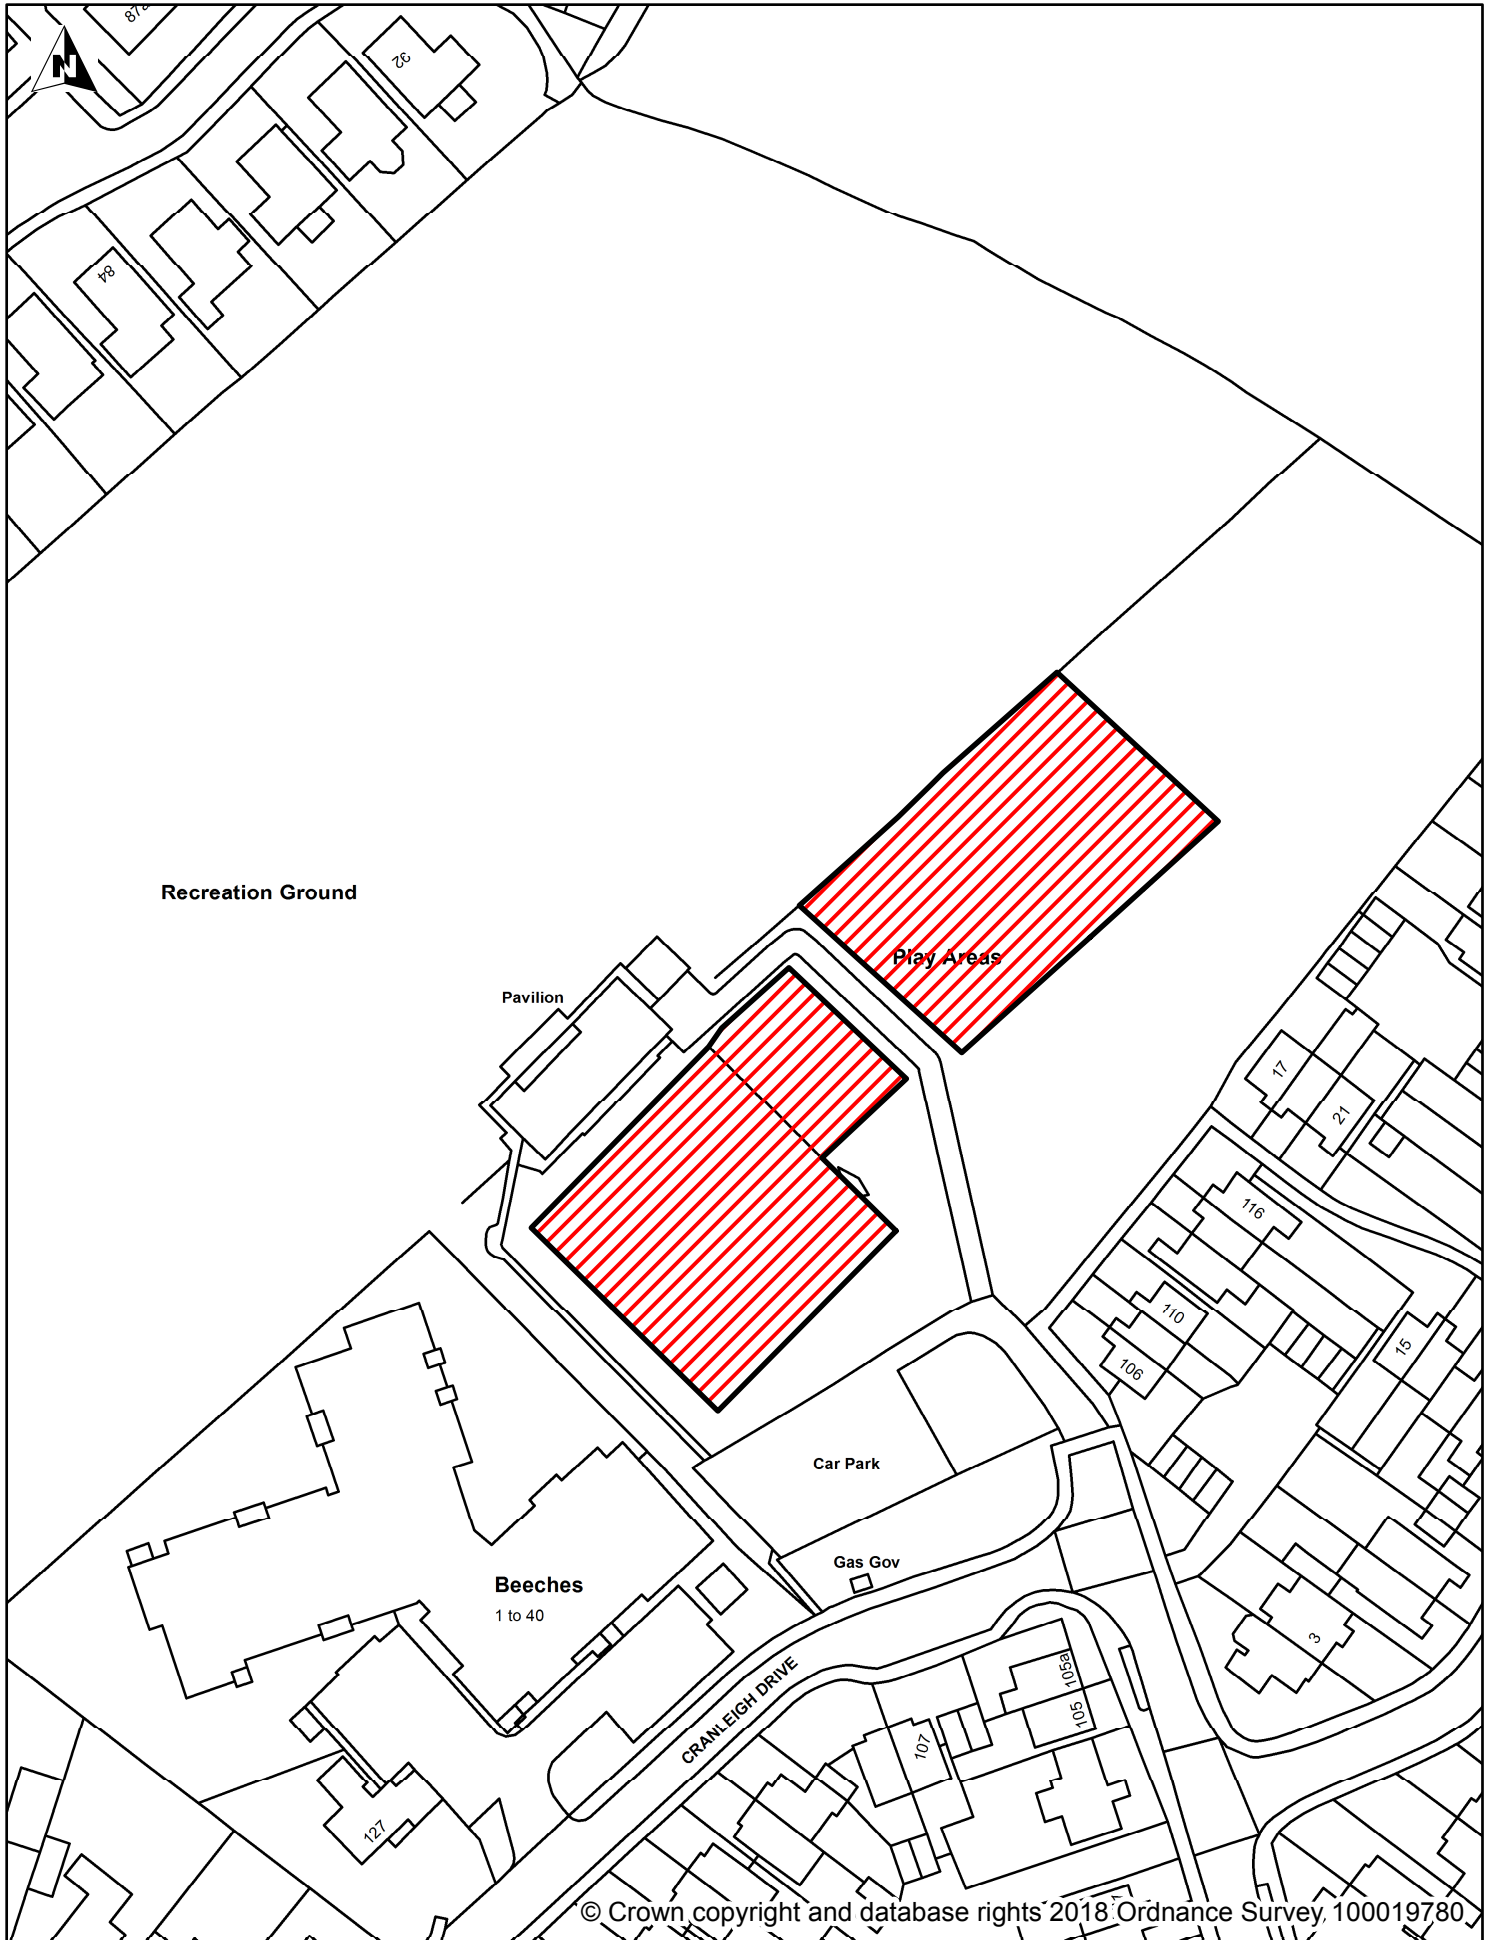 87a
N
32
84
Recreation Ground
Play Areas
Pavilion
17
21
116
110
106
15
Car Park
Gas Gov
Beeches
1 to 40
3
CRANLEIGH DRIVE
105a
105
107
127
© Crown copyright and database rights 2018 Ordnance Survey 100019780